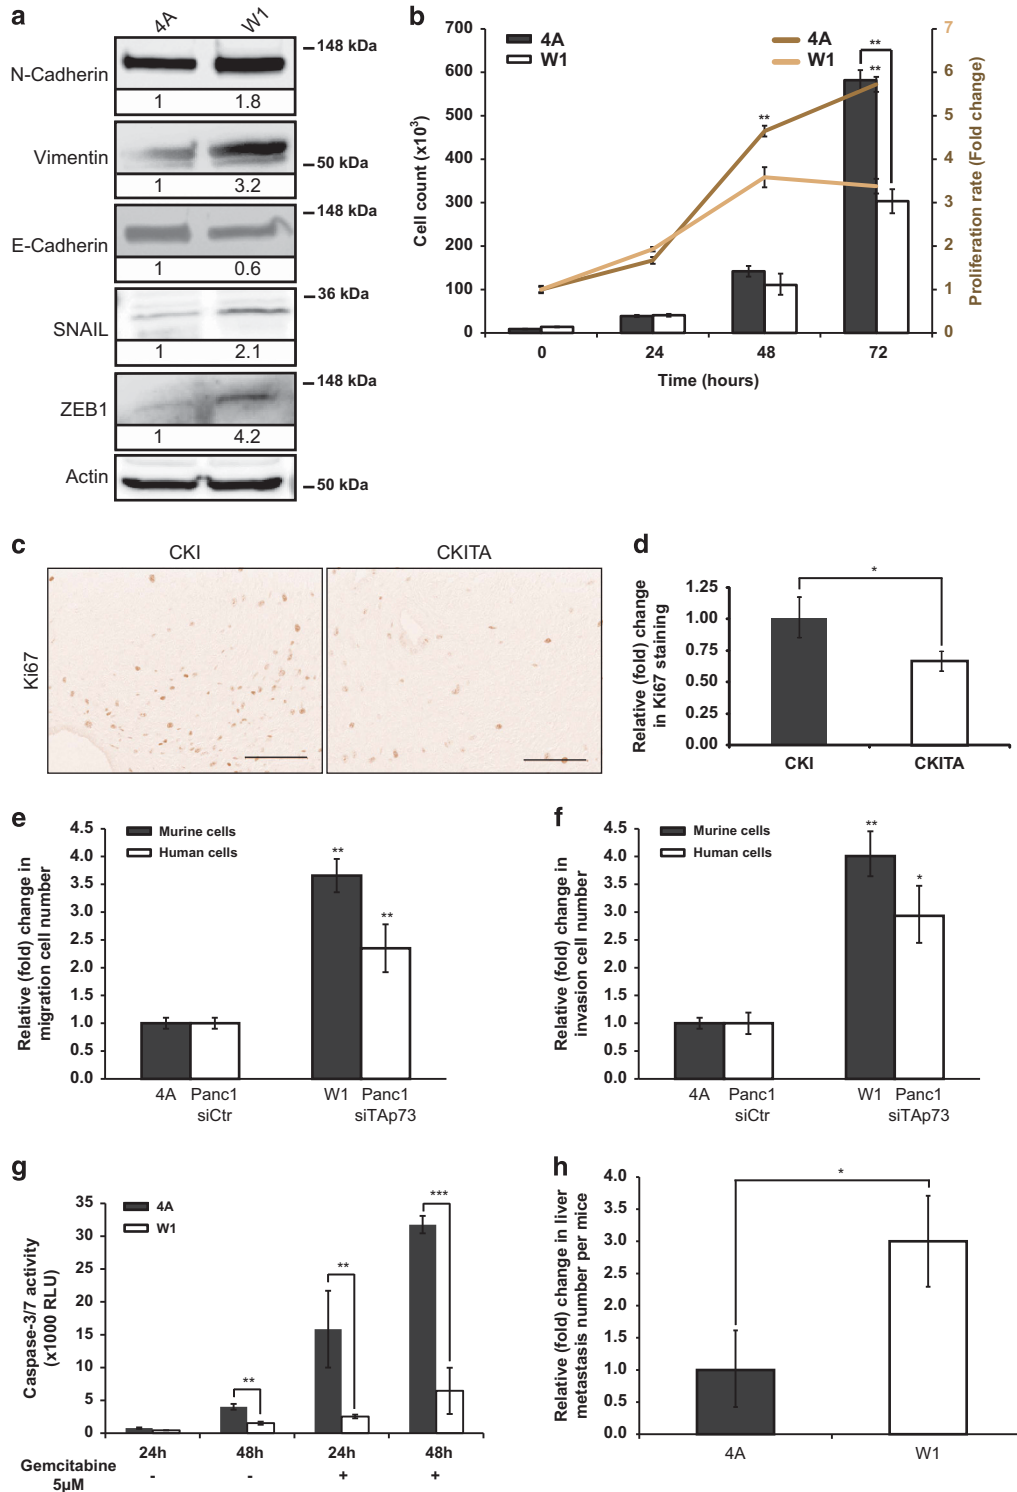 a
4A W1
N-Cadherin
148 kDa
1 1.8
Vimentin
50 kDa
1 3.2
E-Cadherin
148 kDa
1 0.6
SNAIL
36 kDa
1 2.1
ZEB1
148 kDa
1 4.2
Actin
50 kDa
b
4A
W1
4A
W1
**
**
**
Cell count (x10³)
700
600
500
400
300
200
100
0
Proliferation rate (Fold change)
7
6
5
4
3
2
1
0
0 24 48 72
Time (hours)
c
CKI CKITA
Ki67
d
Relative (fold) change
in Ki67 staining
1.25
1.00
0.75
0.50
0.25
0.00
*
CKI CKITA
e
Relative (fold) change in
migration cell number
4.5
4.0
3.5
3.0
2.5
2.0
1.5
1.0
0.5
0.0
Murine cells
Human cells
**
**
4A Panc1 W1 Panc1
siCtr siTAp73
f
Relative (fold) change in
invasion cell number
4.5
4.0
3.5
3.0
2.5
2.0
1.5
1.0
0.5
0.0
Murine cells
Human cells
**
*
4A Panc1 W1 Panc1
siCtr siTAp73
g
Caspase-3/7 activity
(x1000 RLU)
35
30
25
20
15
10
5
0
4A
W1
**
**
***
24h 48h 24h 48h
Gemcitabine
5µM
- - + +
h
Relative (fold) change in liver
metastasis number per mice
4.0
3.5
3.0
2.5
2.0
1.5
1.0
0.5
0.0
*
4A W1